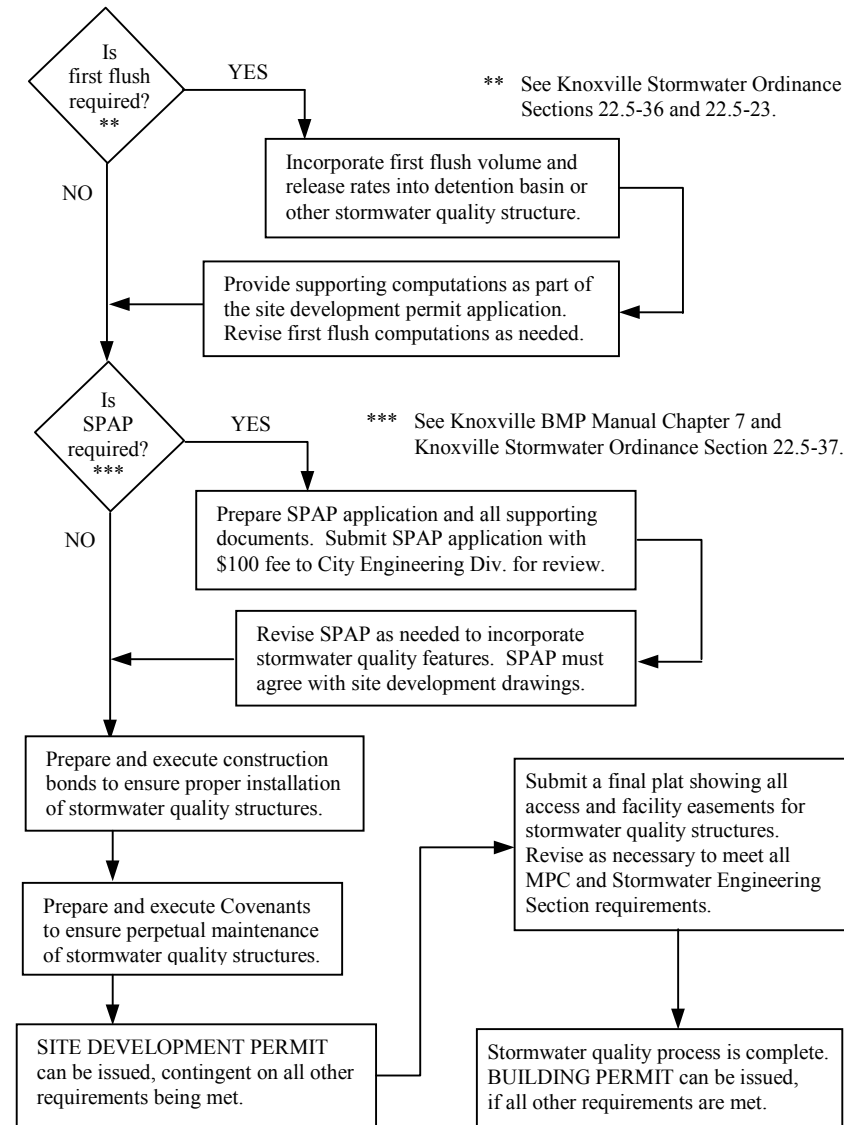 Is
first flush
required?
**
YES
NO
** See Knoxville Stormwater Ordinance
Sections 22.5-36 and 22.5-23.
Incorporate first flush volume and
release rates into detention basin or
other stormwater quality structure.
Provide supporting computations as part of
the site development permit application.
Revise first flush computations as needed.
Is
SPAP
required?
***
YES
NO
*** See Knoxville BMP Manual Chapter 7 and
Knoxville Stormwater Ordinance Section 22.5-37.
Prepare SPAP application and all supporting
documents. Submit SPAP application with
$100 fee to City Engineering Div. for review.
Revise SPAP as needed to incorporate
stormwater quality features. SPAP must
agree with site development drawings.
Prepare and execute construction
bonds to ensure proper installation
of stormwater quality structures.
Prepare and execute Covenants
to ensure perpetual maintenance
of stormwater quality structures.
SITE DEVELOPMENT PERMIT
can be issued, contingent on all other
requirements being met.
Submit a final plat showing all
access and facility easements for
stormwater quality structures.
Revise as necessary to meet all
MPC and Stormwater Engineering
Section requirements.
Stormwater quality process is complete.
BUILDING PERMIT can be issued,
if all other requirements are met.